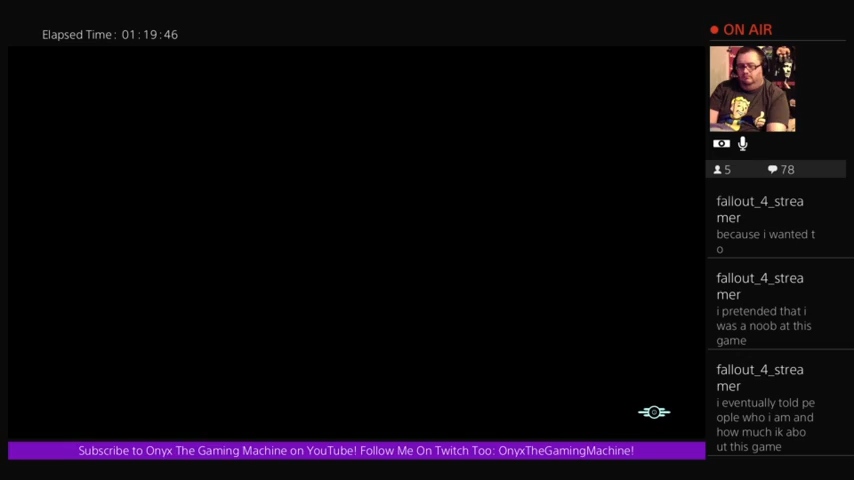 Elapsed Time: 01:19:46
ON AIR
5 78
fallout_4_strea
mer
because i wanted t
o
fallout_4_strea
mer
i pretended that i
was a noob at this
game
fallout_4_strea
mer
i eventually told pe
ople who i am and
how much ik abo
ut this game
Subscribe to Onyx The Gaming Machine on YouTube! Follow Me On Twitch Too: OnyxTheGamingMachine!